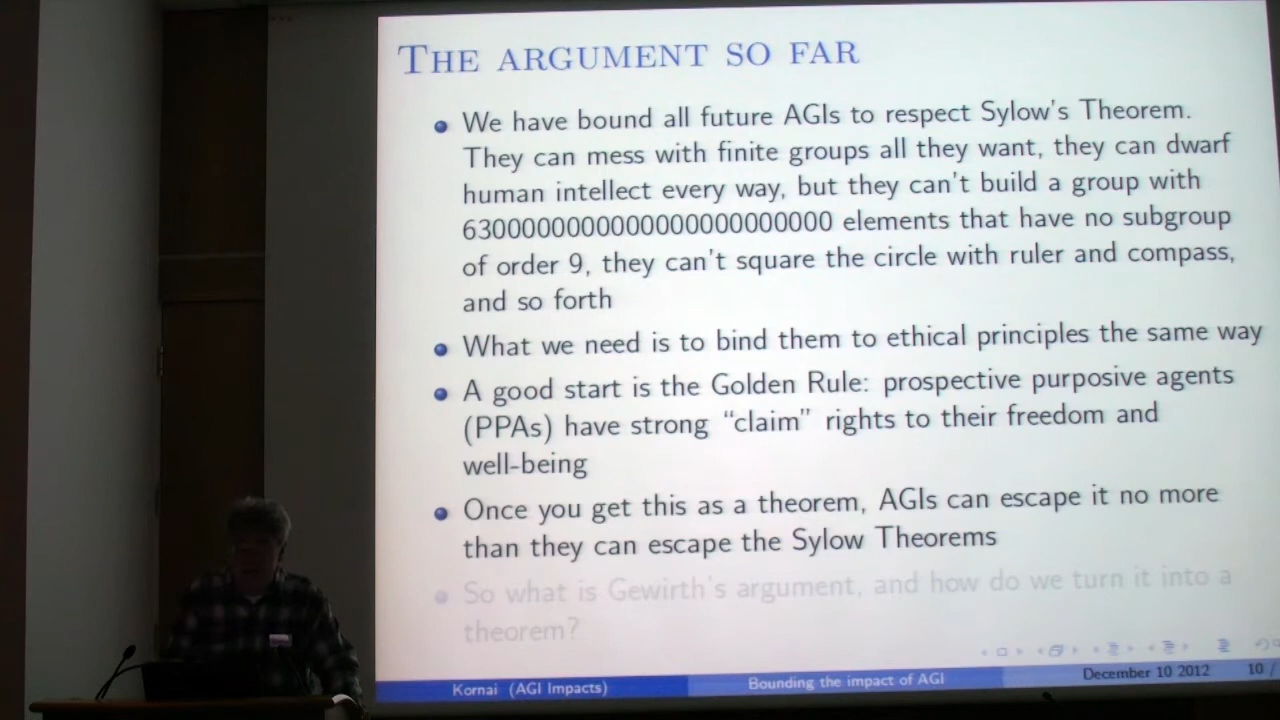 THE ARGUMENT SO FAR
We have bound all future AGIs to respect Sylow's Theorem.
They can mess with finite groups all they want, they can dwarf
human intellect every way, but they can't build a group with
63000000000000000000000000 elements that have no subgroup
of order 9, they can't square the circle with ruler and compass,
and so forth
What we need is to bind them to ethical principles the same way
A good start is the Golden Rule: prospective purposive agents
(PPAs) have strong “claim” rights to their freedom and
well-being
Once you get this as a theorem, AGIs can escape it no more
than they can escape the Sylow Theorems
So what is Gewirth's argument, and how do we turn it into a
theorem?
Kornai (AGI Impacts) Bounding the impact of AGI December 10 2012 10 /